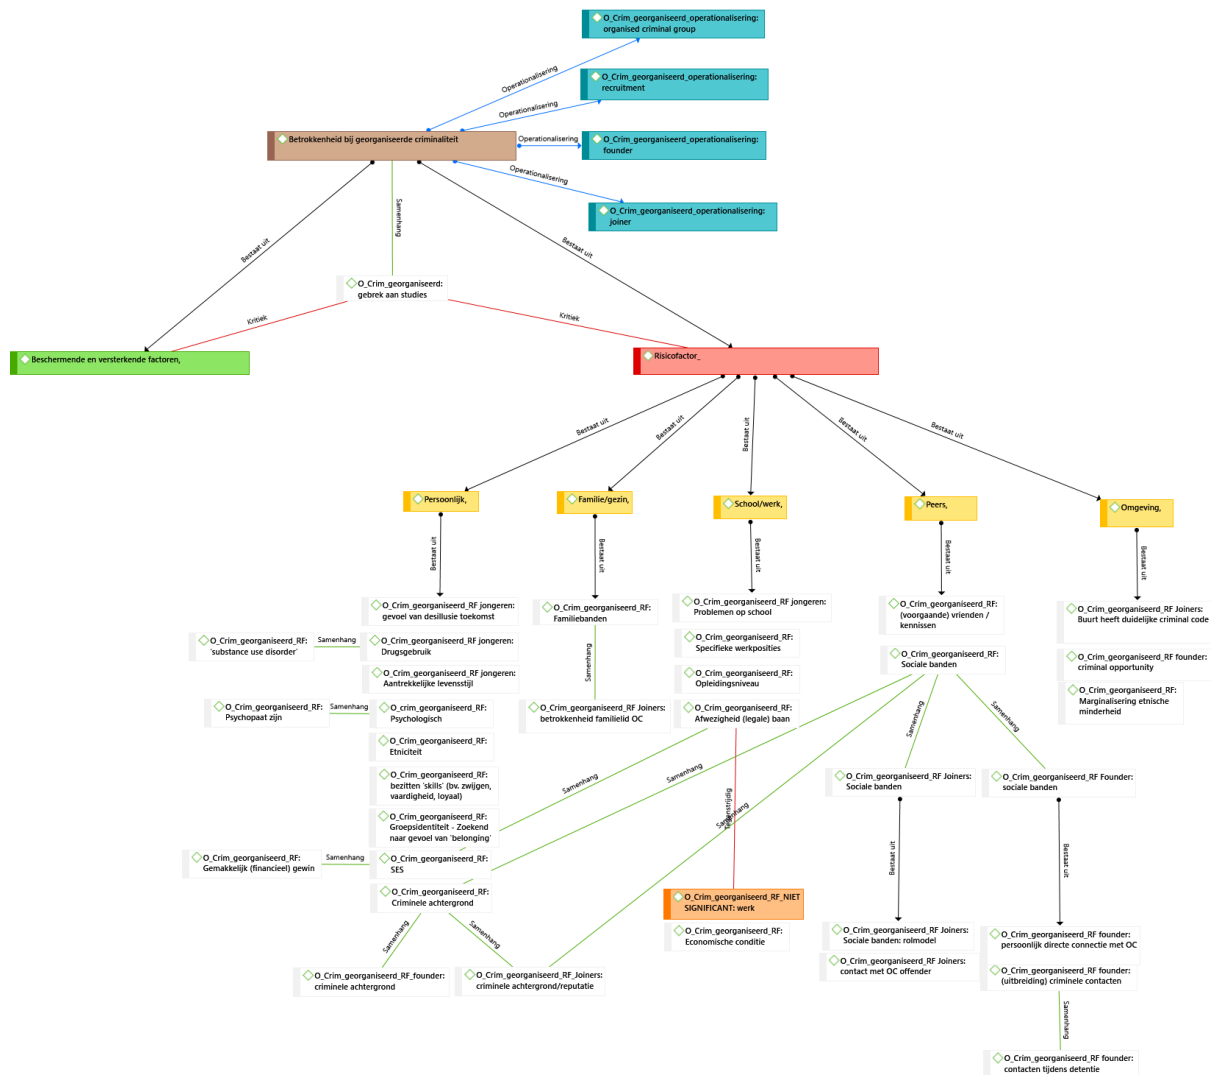 O_Crim_georganiseerd_operationalisering:
organised criminal group
Operationalisering
O_Crim_georganiseerd_operationalisering:
recruitment
Operationalisering
Betrokkenheid bij georganiseerde criminaliteit
Operationalisering
O_Crim_georganiseerd_operationalisering:
founder
Operationalisering
O_Crim_georganiseerd_operationalisering:
joiner
Samenhang
Bestaat uit
Bestaat uit
O_Crim_georganiseerd:
gebrek aan studies
Kritiek
Kritiek
Beschermende en versterkende factoren,
Risicofactor_
Bestaat uit
Bestaat uit
Bestaat uit
Bestaat uit
Bestaat uit
Persoonlijk,
Familie/gezin,
School/werk,
Peers,
Omgeving,
Bestaat uit
Bestaat uit
Bestaat uit
Bestaat uit
Bestaat uit
O_Crim_georganiseerd_RF jongeren:
gevoel van desillusie toekomst
O_Crim_georganiseerd_RF:
Familiebanden
O_Crim_georganiseerd_RF jongeren:
Problemen op school
O_Crim_georganiseerd_RF:
(voorgaande) vrienden /
kennissen
O_Crim_georganiseerd_RF Joiners:
Buurt heeft duidelijke criminal code
O_Crim_georganiseerd_RF:
'substance use disorder'
Samenhang
O_Crim_georganiseerd_RF jongeren:
Drugsgebruik
Samenhang
O_Crim_georganiseerd_RF:
Specifieke werkposities
O_Crim_georganiseerd_RF:
Sociale banden
O_Crim_georganiseerd_RF founder:
criminal opportunity
O_Crim_georganiseerd_RF jongeren:
Aantrekkelijke levensstijl
O_Crim_georganiseerd_RF:
Opleidingsniveau
O_Crim_georganiseerd_RF:
Marginalisering etnische
minderheid
O_Crim_georganiseerd_RF:
Psychopaat zijn
Samenhang
O_Crim_georganiseerd_RF:
Psychologisch
O_Crim_georganiseerd_RF Joiners:
betrokkenheid familielid OC
O_Crim_georganiseerd_RF:
Afwezigheid (legale) baan
Samenhang
Samenhang
O_Crim_georganiseerd_RF:
Etniciteit
O_Crim_georganiseerd_RF:
bezitten 'skills' (bv. zwijgen,
vaardigheid, loyaal)
Samenhang
Samenhang
O_Crim_georganiseerd_RF Joiners:
Sociale banden
O_Crim_georganiseerd_RF Founder:
sociale banden
O_Crim_georganiseerd_RF:
Groepsidentiteit - Zoekend
naar gevoel van 'belonging'
Samenhang
O_Crim_georganiseerd_RF:
Gemakkelijk (financieel) gewin
Samenhang
O_Crim_georganiseerd_RF:
SES
Bestaat uit
Bestaat uit
O_Crim_georganiseerd_RF:
Criminele achtergrond
O_Crim_georganiseerd_RF_NIET
SIGNIFICANT: werk
Samenhang
Samenhang
O_Crim_georganiseerd_RF:
Economische conditie
O_Crim_georganiseerd_RF Joiners:
Sociale banden: rolmodel
O_Crim_georganiseerd_RF founder:
persoonlijk directe connectie met OC
O_Crim_georganiseerd_RF_founder:
criminele achtergrond
O_Crim_georganiseerd_RF_Joiners:
criminele achtergrond/reputatie
O_Crim_georganiseerd_RF Joiners:
contact met OC offender
O_Crim_georganiseerd_RF founder:
(uitbreiding) criminele contacten
Samenhang
O_Crim_georganiseerd_RF founder:
contacten tijdens detentie